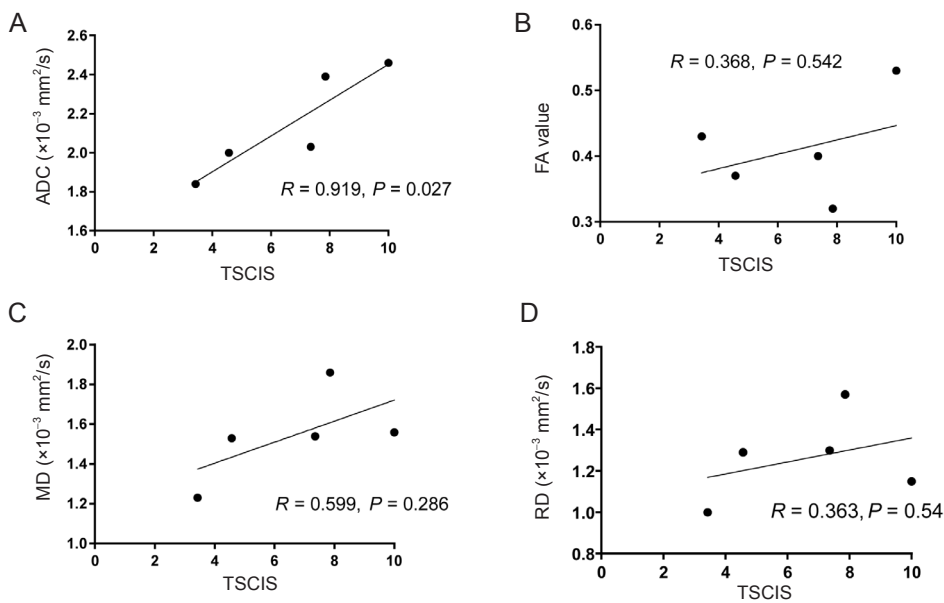 A
ADC (×10⁻³ mm²/s)
2.6
2.4
2.2
2.0
1.8
1.6
R = 0.919, P = 0.027
0 2 4 6 8 10
TSCIS
B
FA value
0.6
0.5
0.4
0.3
R = 0.368, P = 0.542
0 2 4 6 8 10
TSCIS
C
MD (×10⁻³ mm²/s)
2.0
1.8
1.6
1.4
1.2
1.0
R = 0.599, P = 0.286
0 2 4 6 8 10
TSCIS
D
RD (×10⁻³ mm²/s)
1.8
1.6
1.4
1.2
1.0
0.8
R = 0.363, P = 0.54
0 2 4 6 8 10
TSCIS